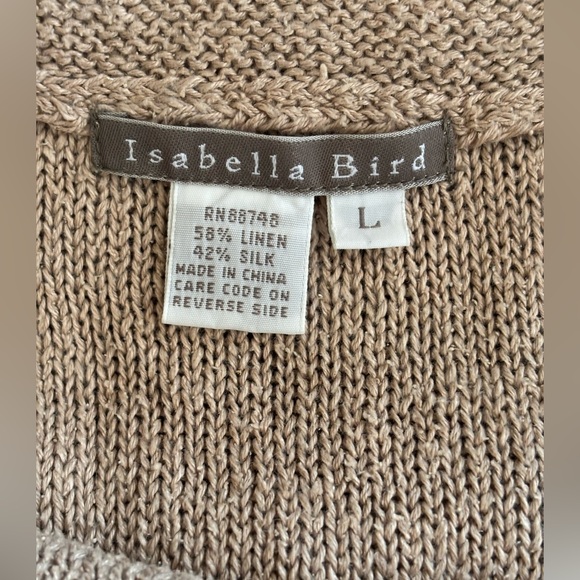 Isabella Bird
L
RN88748
58% LINEN
42% SILK
MADE IN CHINA
CARE CODE ON
REVERSE SIDE